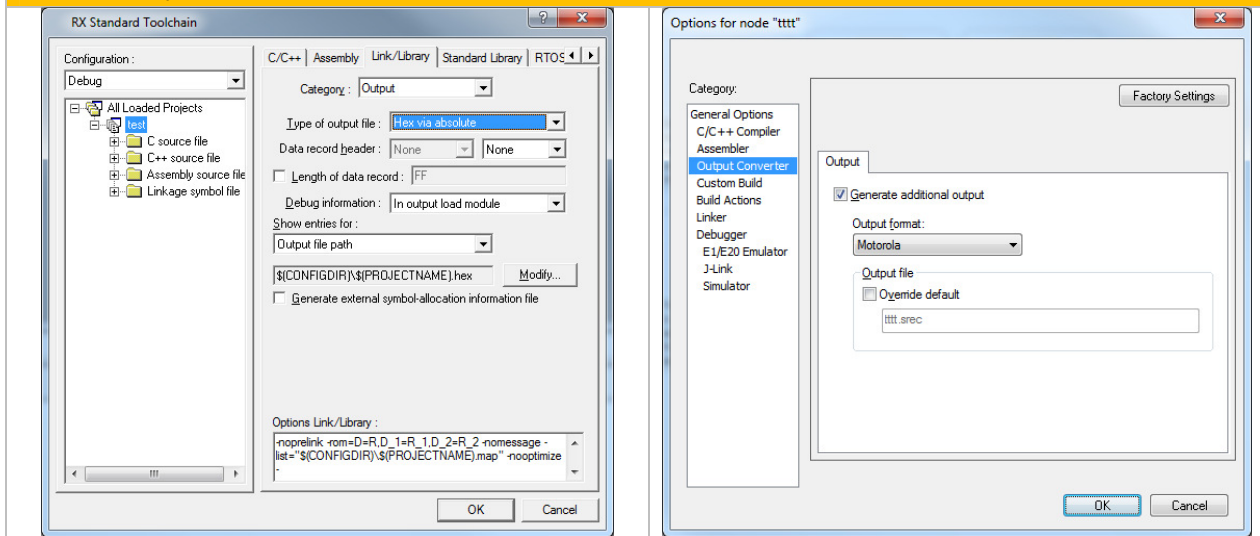 RX Standard Toolchain
Configuration :
Debug
All Loaded Projects
test
C source file
C++ source file
Assembly source file
Linkage symbol file
C/C++ Assembly Link/Library Standard Library RTOS
Category : Output
Type of output file : Hex via absolute
Data record header : None None
Length of data record : FF
Debug information : In output load module
Show entries for :
Output file path
$(CONFIGDIR)\$(PROJECTNAME).hex Modify...
Generate external symbol-allocation information file
Options Link/Library :
-noprelink -rom=D=R,D_1=R_1,D_2=R_2 -nomessage -
list="$(CONFIGDIR)\$(PROJECTNAME).map" -nooptimize
-
OK Cancel
Options for node "tttt"
Category:
General Options
C/C++ Compiler
Assembler
Output Converter
Custom Build
Build Actions
Linker
Debugger
E1/E20 Emulator
J-Link
Simulator
Factory Settings
Output
Generate additional output
Output format:
Motorola
Output file
Override default
tttt.srec
OK Cancel